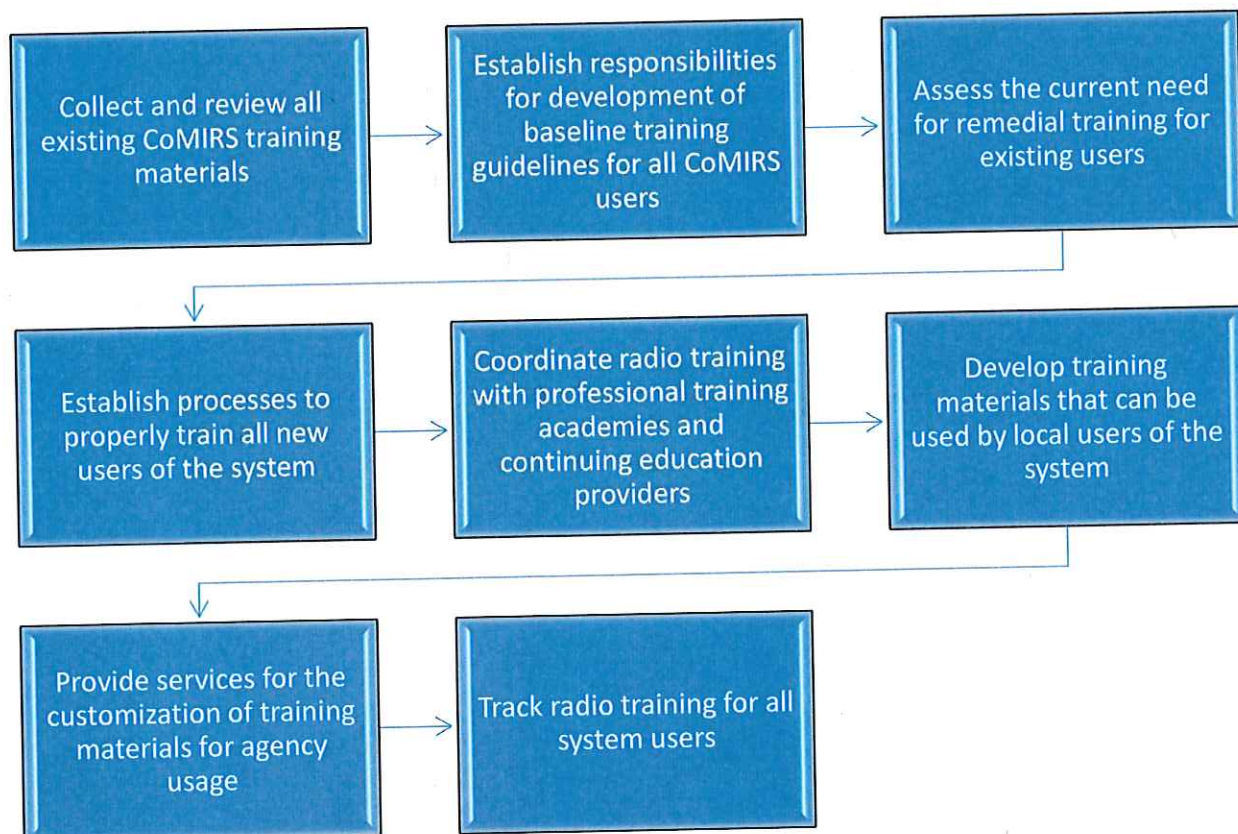 Collect and review all
existing CoMIRS training
materials
Establish responsibilities
for development of
baseline training
guidelines for all CoMIRS
users
Assess the current need
for remedial training for
existing users
Establish processes to
properly train all new
users of the system
Coordinate radio training
with professional training
academies and
continuing education
providers
Develop training
materials that can be
used by local users of the
system
Provide services for the
customization of training
materials for agency
usage
Track radio training for all
system users